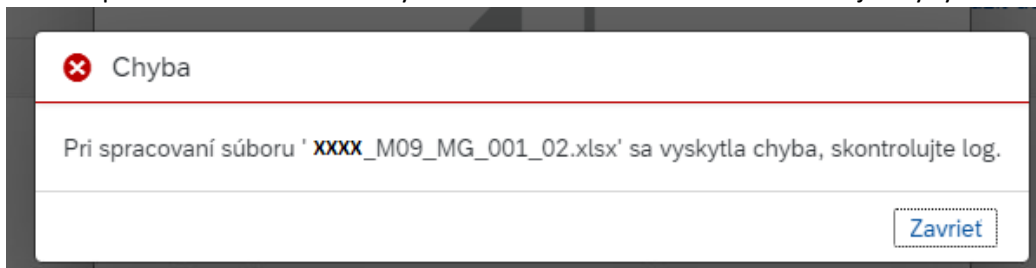 Chyba
Pri spracovaní súboru ' XXXX_M09_MG_001_02.xlsx' sa vyskytla chyba, skontrolujte log.
Zavrieť